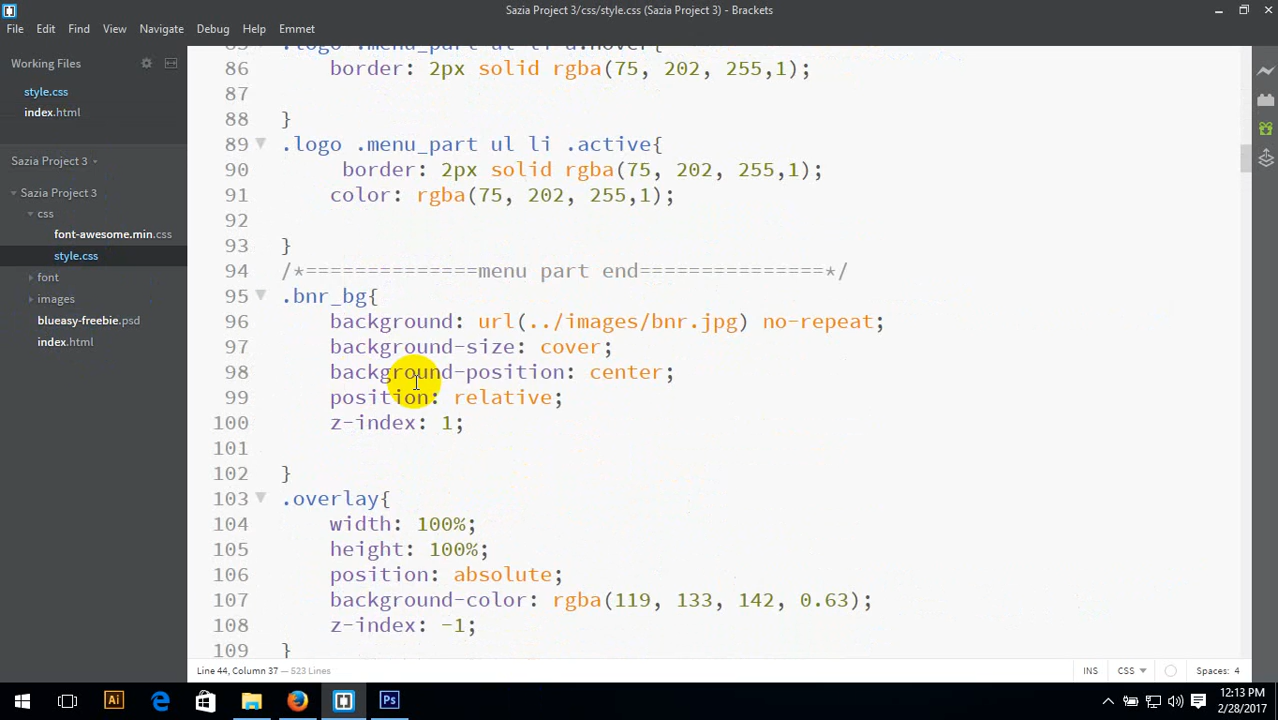 Sazia Project 3/css/style.css (Sazia Project 3) - Brackets
File Edit Find View Navigate Debug Help Emmet
Working Files
style.css
index.html
Sazia Project 3
Sazia Project 3
css
font-awesome.min.css
style.css
font
images
blueasy-freebie.psd
index.html
.logo .menu_part ul li a:hover{
86 border: 2px solid rgba(75, 202, 255,1);
87
88 }
89 .logo .menu_part ul li .active{
90 border: 2px solid rgba(75, 202, 255,1);
91 color: rgba(75, 202, 255,1);
92
93 }
94 /*==============menu part end===============*/
95 .bnr_bg{
96 background: url(../images/bnr.jpg) no-repeat;
97 background-size: cover;
98 background-position: center;
99 position: relative;
100 z-index: 1;
101
102 }
103 .overlay{
104 width: 100%;
105 height: 100%;
106 position: absolute;
107 background-color: rgba(119, 133, 142, 0.63);
108 z-index: -1;
109 }
Line 44, Column 37 — 523 Lines
INS CSS Spaces: 4
Ai Ps
12:13 PM
2/28/2017